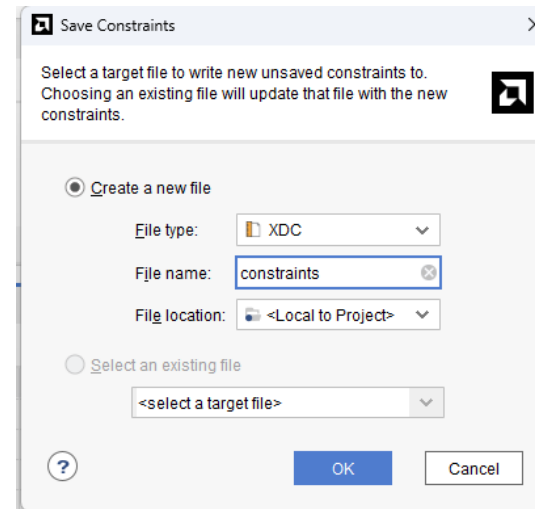 Save Constraints
Select a target file to write new unsaved constraints to.
Choosing an existing file will update that file with the new
constraints.
Create a new file
File type: XDC
File name: constraints
File location: <Local to Project>
Select an existing file
<select a target file>
? OK Cancel